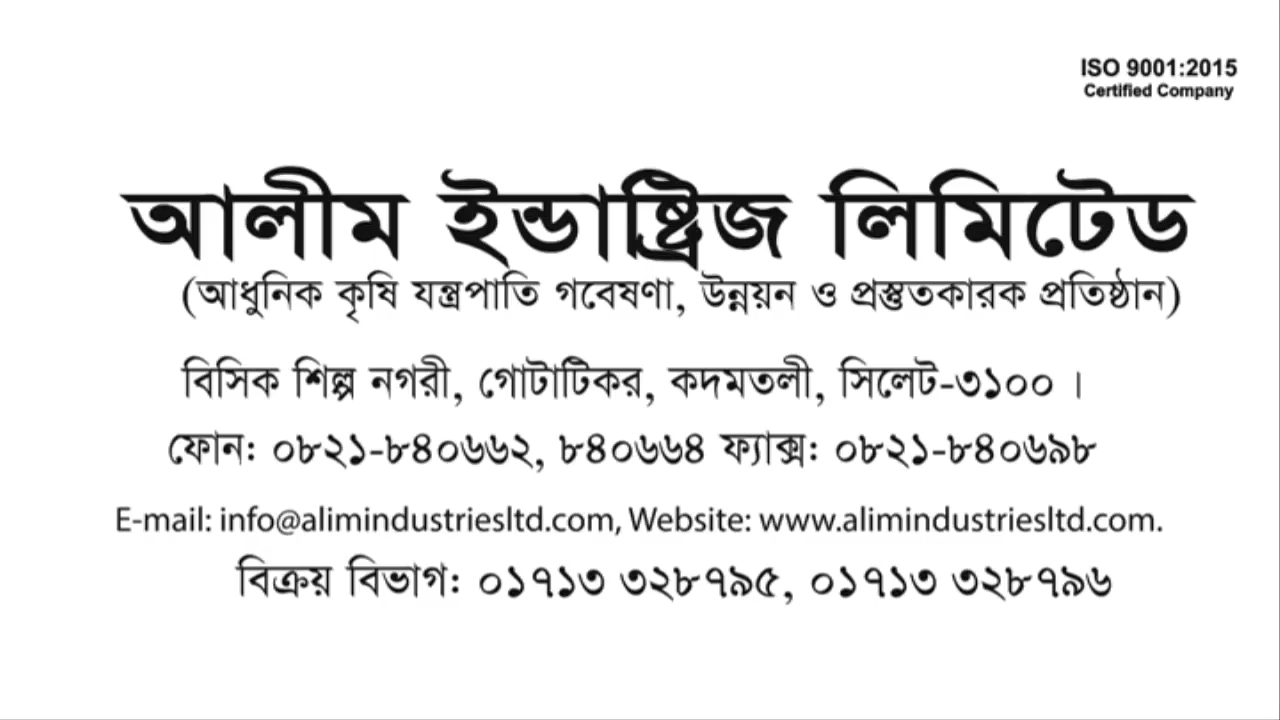 ISO 9001:2015
Certified Company
আলীম ইন্ডাষ্ট্রিজ লিমিটেড
(আধুনিক কৃষি যন্ত্রপাতি গবেষণা, উন্নয়ন ও প্রস্তুতকারক প্রতিষ্ঠান)
বিসিক শিল্প নগরী, গোটাটিকর, কদমতলী, সিলেট-৩১০০ ।
ফোন: ০৮২১-৮৪০৬৬২, ৮৪০৬৬৪ ফ্যাক্স: ০৮২১-৮৪০৬৯৮
E-mail: info@alimindustriesltd.com, Website: www.alimindustriesltd.com.
বিক্রয় বিভাগ: ০১৭১৩ ৩২৮৭৯৫, ০১৭১৩ ৩২৮৭৯৬